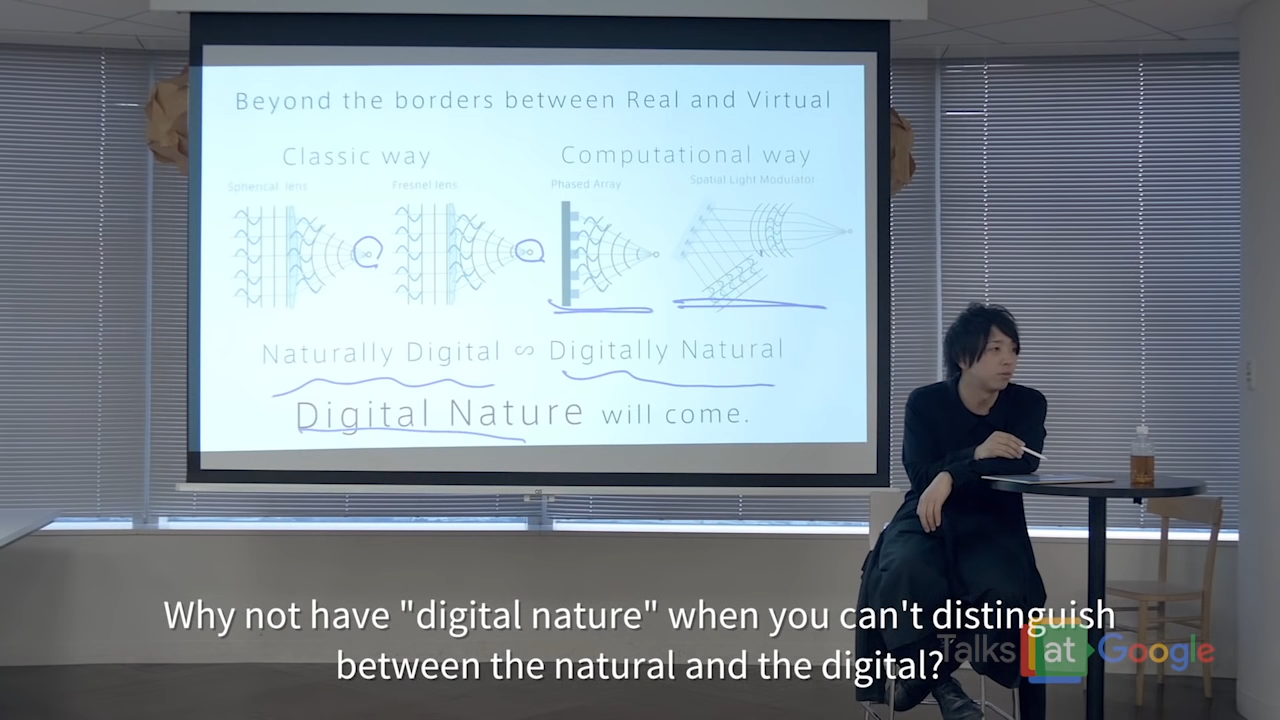 Beyond the borders between Real and Virtual
Classic way
Computational way
Spherical lens
Fresnel lens
Phased Array
Spatial Light Modulator
Naturally Digital ∽ Digitally Natural
Digital Nature will come.
Why not have "digital nature" when you can't distinguish
between the natural and the digital?
Talks at Google